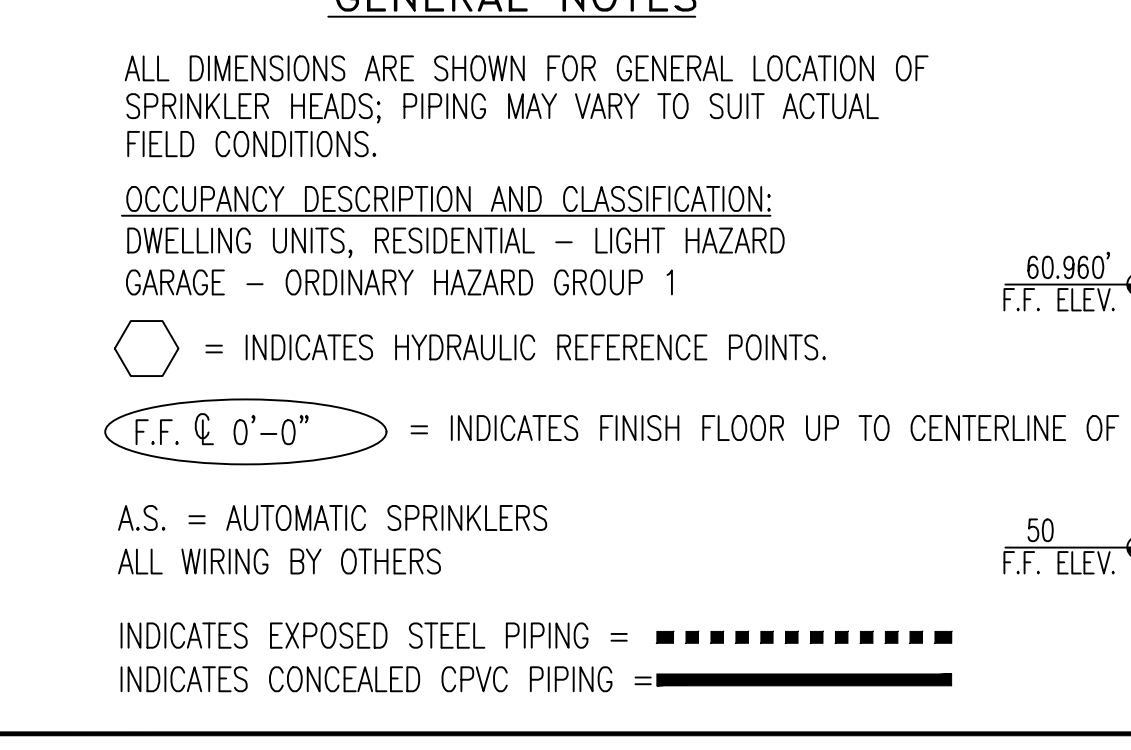 GENERAL NOTES
ALL DIMENSIONS ARE SHOWN FOR GENERAL LOCATION OF
SPRINKLER HEADS; PIPING MAY VARY TO SUIT ACTUAL
FIELD CONDITIONS.
OCCUPANCY DESCRIPTION AND CLASSIFICATION:
DWELLING UNITS, RESIDENTIAL – LIGHT HAZARD
GARAGE – ORDINARY HAZARD GROUP 1
60.960'
F.F. ELEV.
= INDICATES HYDRAULIC REFERENCE POINTS.
F.F. ℄ 0'–0" = INDICATES FINISH FLOOR UP TO CENTERLINE OF
A.S. = AUTOMATIC SPRINKLERS
ALL WIRING BY OTHERS
50
F.F. ELEV.
INDICATES EXPOSED STEEL PIPING =
INDICATES CONCEALED CPVC PIPING =